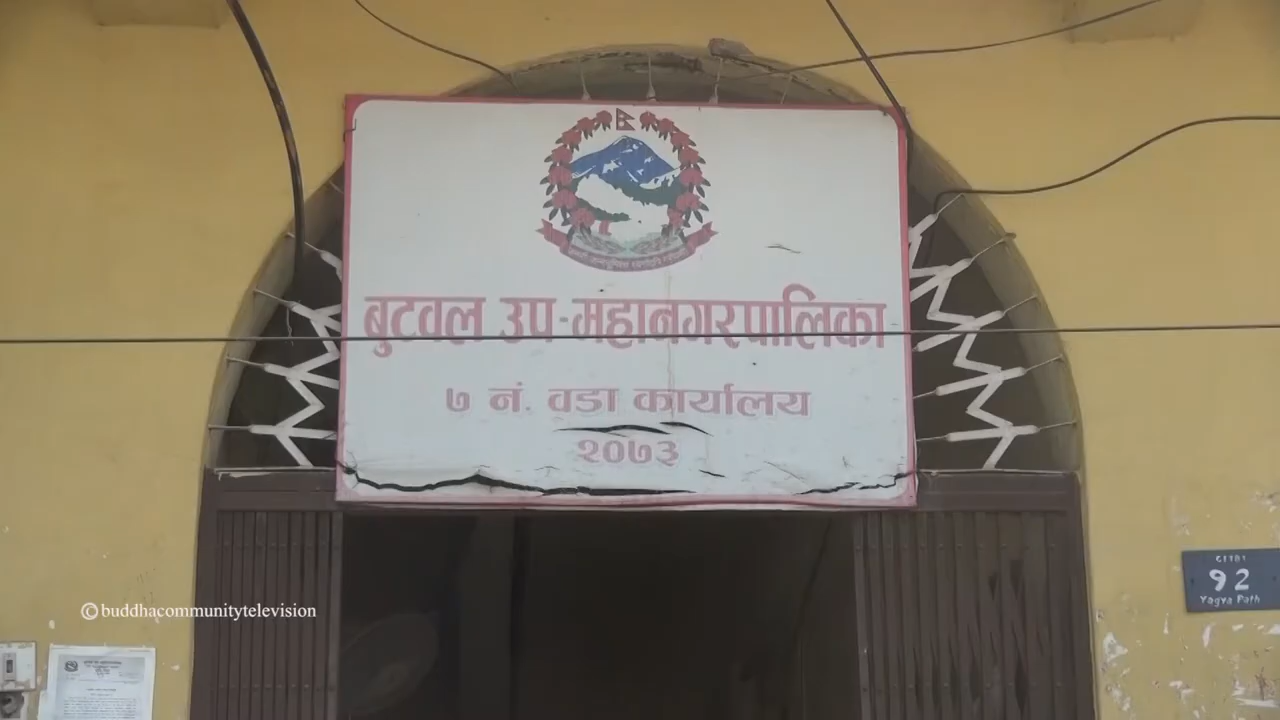 बुटवल उप-महानगरपालिका
७ नं. वडा कार्यालय
२०७३
92
Yagya Path
©buddhacommunitytelevision